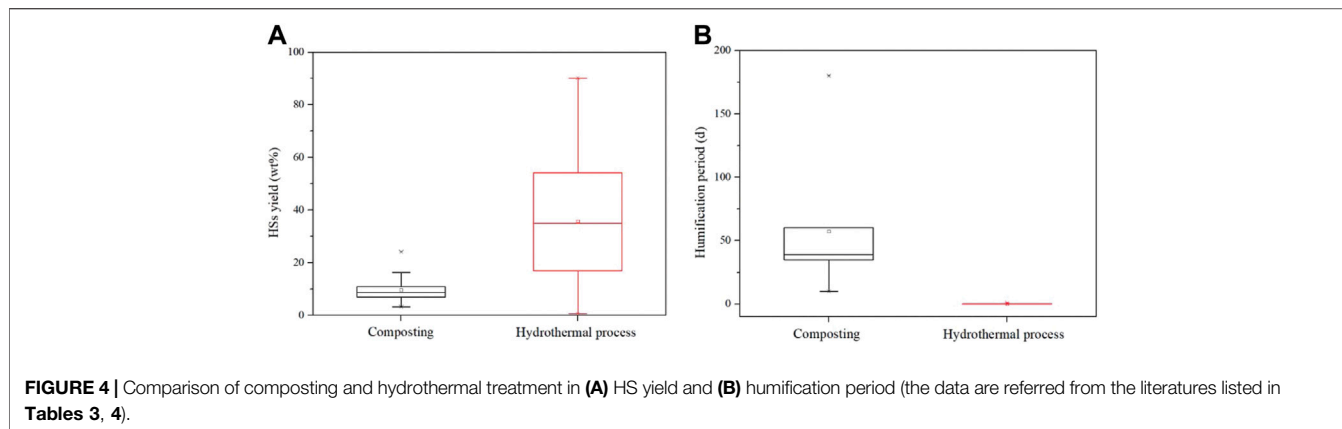 A
HSs yield (wt%)
100
80
60
40
20
0
Composting
Hydrothermal process
B
Humification period (d)
200
150
100
50
0
Composting
Hydrothermal process
FIGURE 4 | Comparison of composting and hydrothermal treatment in (A) HS yield and (B) humification period (the data are referred from the literatures listed in
Tables 3, 4).